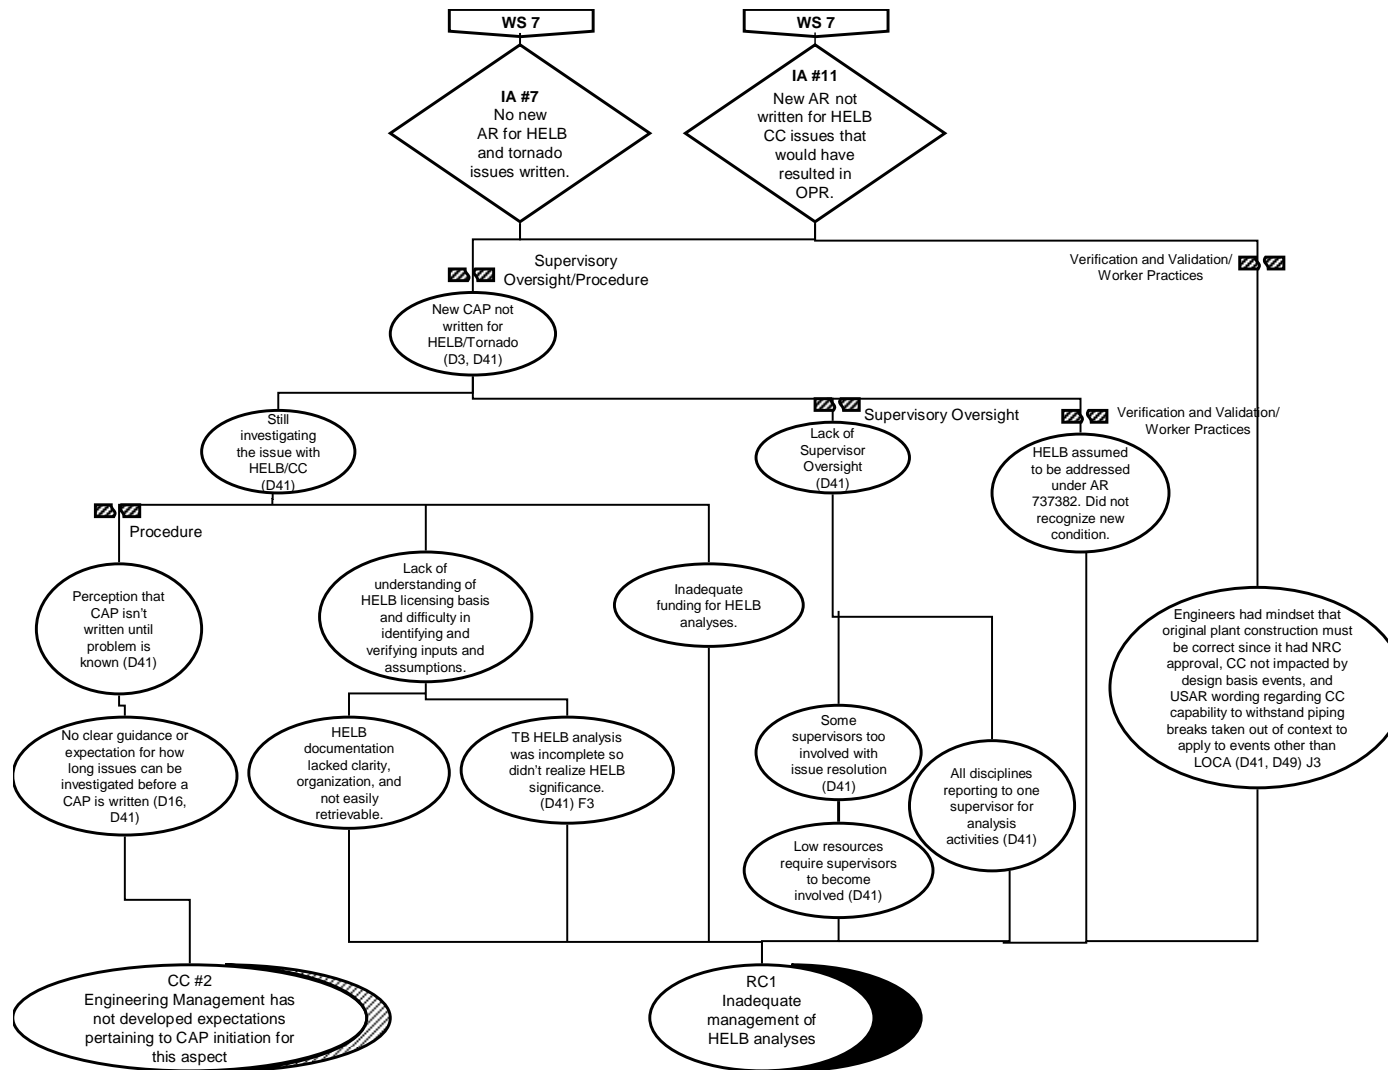 WS 7
WS 7
IA #7
No new
AR for HELB
and tornado
issues written.
IA #11
New AR not
written for HELB
CC issues that
would have
resulted in
OPR.
Supervisory
Oversight/Procedure
Verification and Validation/
Worker Practices
New CAP not
written for
HELB/Tornado
(D3, D41)
Still
investigating
the issue with
HELB/CC
(D41)
Lack of
Supervisor
Oversight
(D41)
Supervisory Oversight
Verification and Validation/
Worker Practices
HELB assumed
to be addressed
under AR
737382. Did not
recognize new
condition.
Procedure
Perception that
CAP isn't
written until
problem is
known (D41)
Lack of
understanding of
HELB licensing basis
and difficulty in
identifying and
verifying inputs and
assumptions.
Inadequate
funding for HELB
analyses.
Engineers had mindset that
original plant construction must
be correct since it had NRC
approval, CC not impacted by
design basis events, and
USAR wording regarding CC
capability to withstand piping
breaks taken out of context to
apply to events other than
LOCA (D41, D49) J3
No clear guidance or
expectation for how
long issues can be
investigated before a
CAP is written (D16,
D41)
HELB
documentation
lacked clarity,
organization, and
not easily
retrievable.
TB HELB analysis
was incomplete so
didn't realize HELB
significance.
(D41) F3
Some
supervisors too
involved with
issue resolution
(D41)
All disciplines
reporting to one
supervisor for
analysis
activities (D41)
Low resources
require supervisors
to become
involved (D41)
CC #2
Engineering Management has
not developed expectations
pertaining to CAP initiation for
this aspect
RC1
Inadequate
management of
HELB analyses